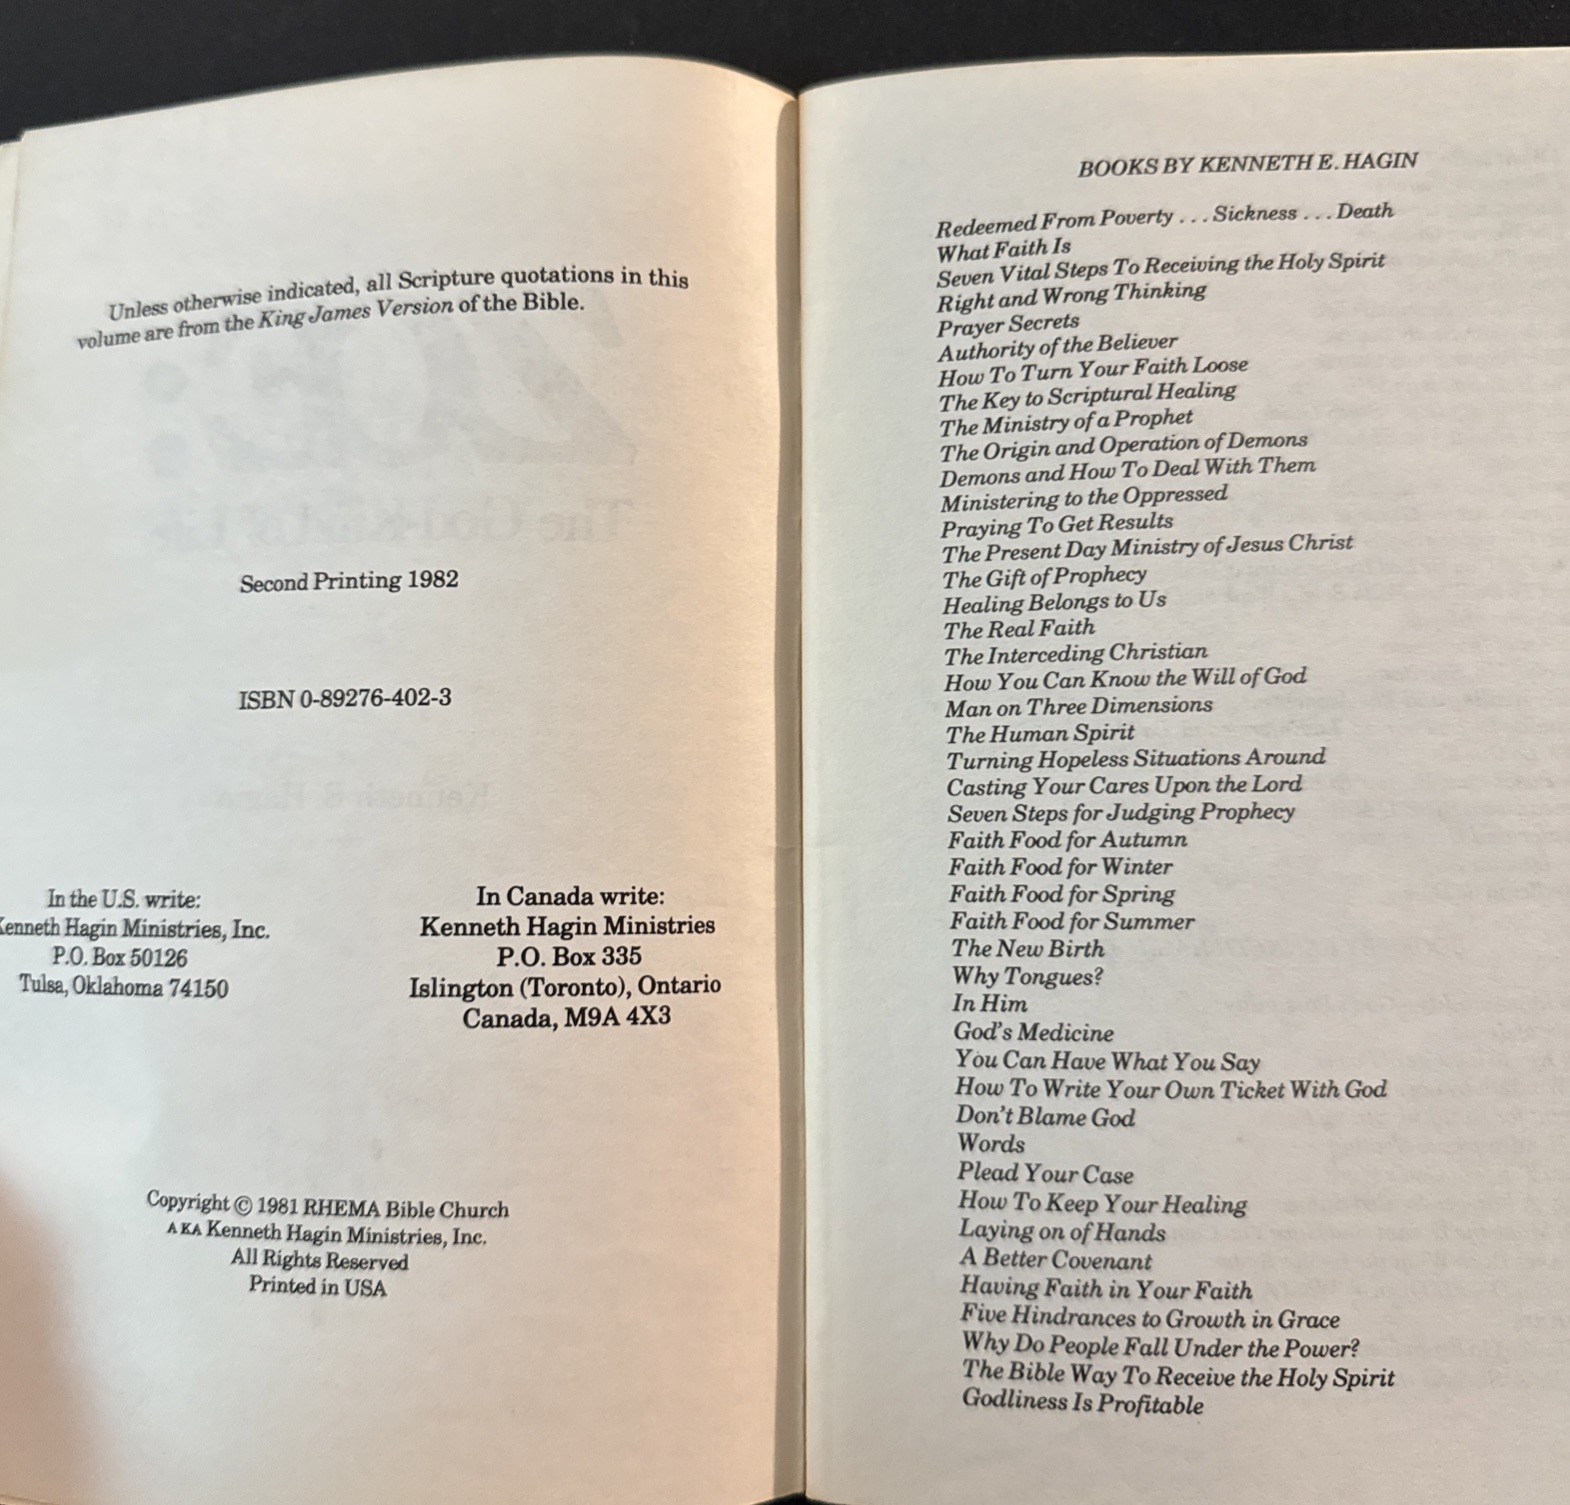 Unless otherwise indicated, all Scripture quotations in this
volume are from the King James Version of the Bible.
Second Printing 1982
ISBN 0-89276-402-3
In the U.S. write:
Kenneth Hagin Ministries, Inc.
P.O. Box 50126
Tulsa, Oklahoma 74150
In Canada write:
Kenneth Hagin Ministries
P.O. Box 335
Islington (Toronto), Ontario
Canada, M9A 4X3
Copyright © 1981 RHEMA Bible Church
AKA Kenneth Hagin Ministries, Inc.
All Rights Reserved
Printed in USA
BOOKS BY KENNETH E. HAGIN
Redeemed From Poverty . . . Sickness . . . Death
What Faith Is
Seven Vital Steps To Receiving the Holy Spirit
Right and Wrong Thinking
Prayer Secrets
Authority of the Believer
How To Turn Your Faith Loose
The Key to Scriptural Healing
The Ministry of a Prophet
The Origin and Operation of Demons
Demons and How To Deal With Them
Ministering to the Oppressed
Praying To Get Results
The Present Day Ministry of Jesus Christ
The Gift of Prophecy
Healing Belongs to Us
The Real Faith
The Interceding Christian
How You Can Know the Will of God
Man on Three Dimensions
The Human Spirit
Turning Hopeless Situations Around
Casting Your Cares Upon the Lord
Seven Steps for Judging Prophecy
Faith Food for Autumn
Faith Food for Winter
Faith Food for Spring
Faith Food for Summer
The New Birth
Why Tongues?
In Him
God's Medicine
You Can Have What You Say
How To Write Your Own Ticket With God
Don't Blame God
Words
Plead Your Case
How To Keep Your Healing
Laying on of Hands
A Better Covenant
Having Faith in Your Faith
Five Hindrances to Growth in Grace
Why Do People Fall Under the Power?
The Bible Way To Receive the Holy Spirit
Godliness Is Profitable